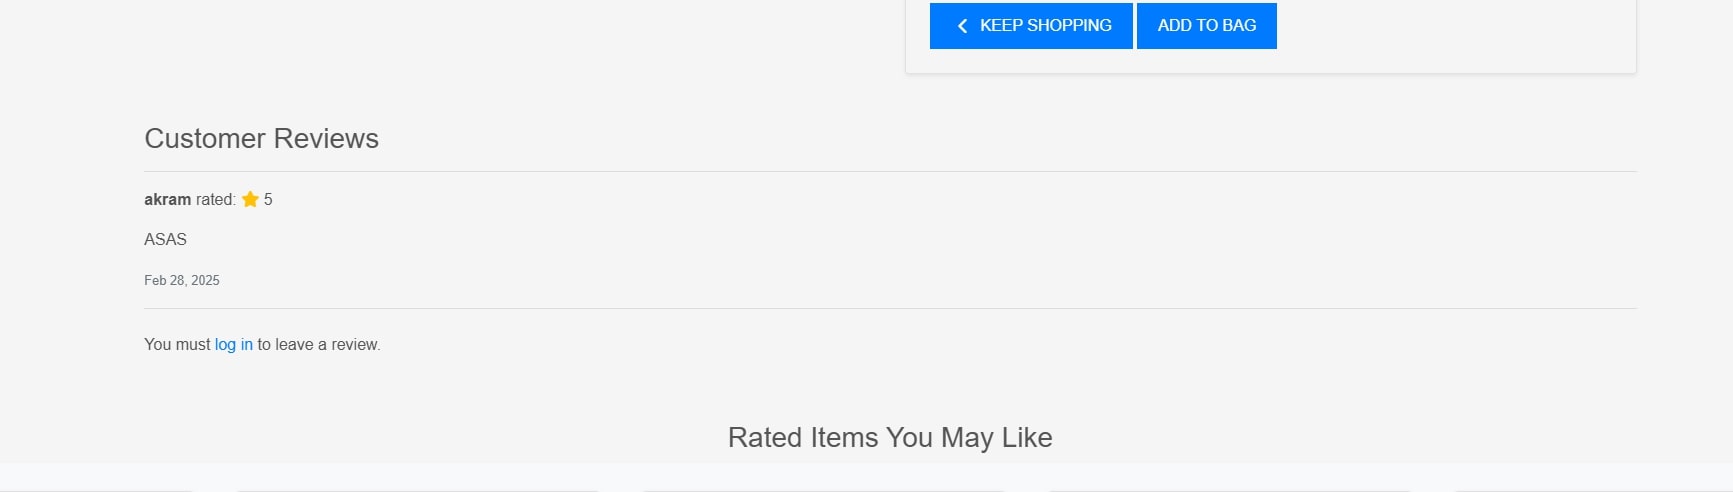 KEEP SHOPPING
ADD TO BAG
Customer Reviews
akram rated: 5
ASAS
Feb 28, 2025
You must log in to leave a review.
Rated Items You May Like